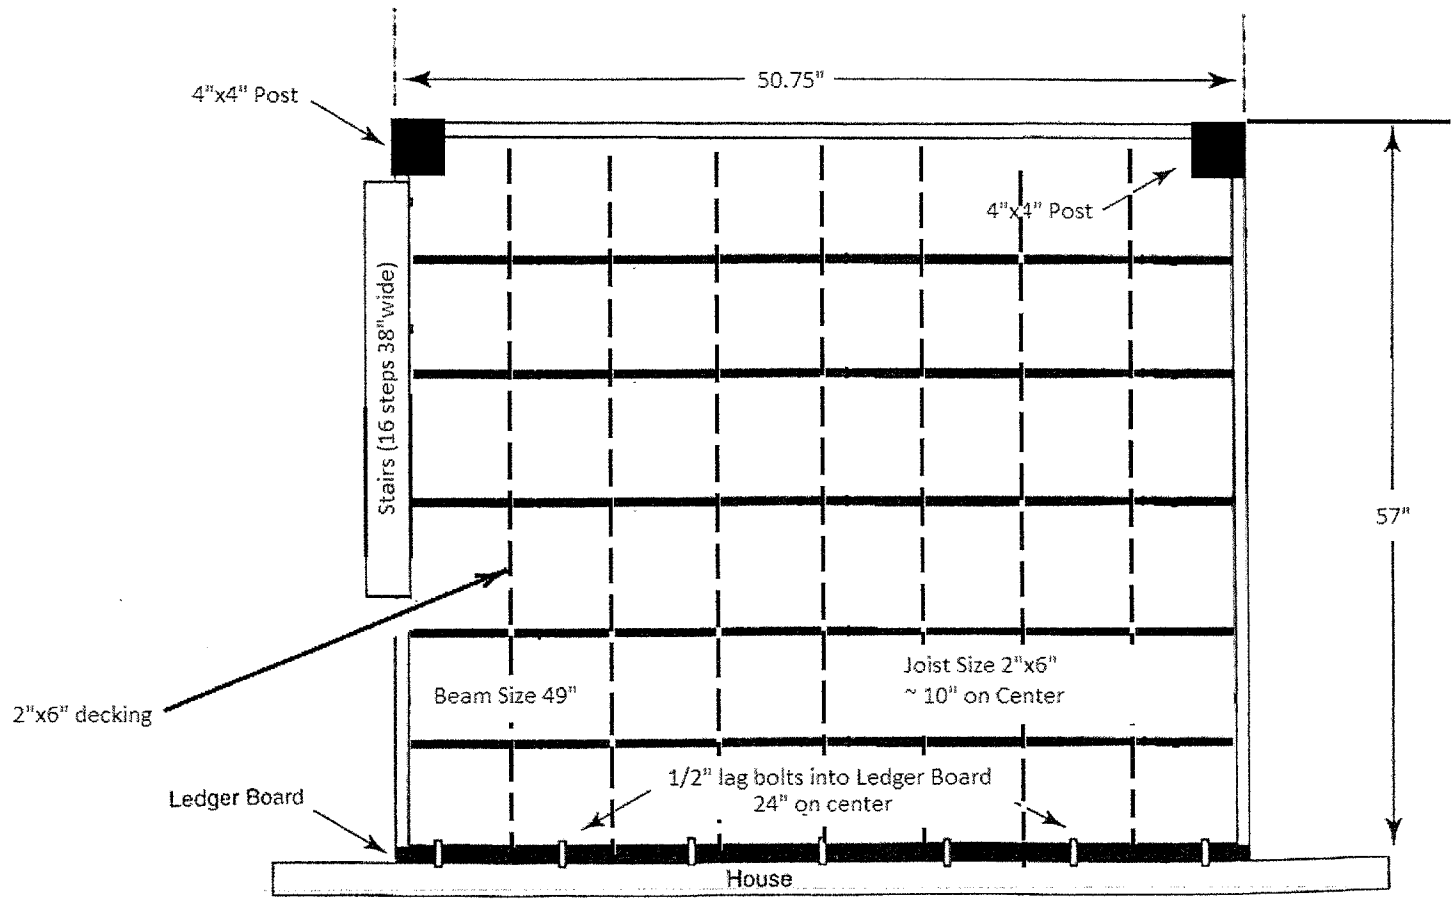 50.75"
4"x4" Post
4"x4" Post
Stairs (16 steps 38"wide)
57"
Joist Size 2"x6"
~ 10" on Center
Beam Size 49"
2"x6" decking
1/2" lag bolts into Ledger Board
24" on center
Ledger Board
House